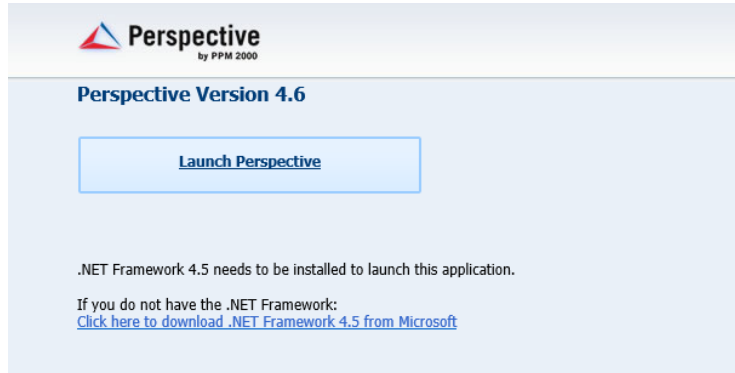 Perspective
by PPM 2000
Perspective Version 4.6
Launch Perspective
.NET Framework 4.5 needs to be installed to launch this application.
If you do not have the .NET Framework:
Click here to download .NET Framework 4.5 from Microsoft